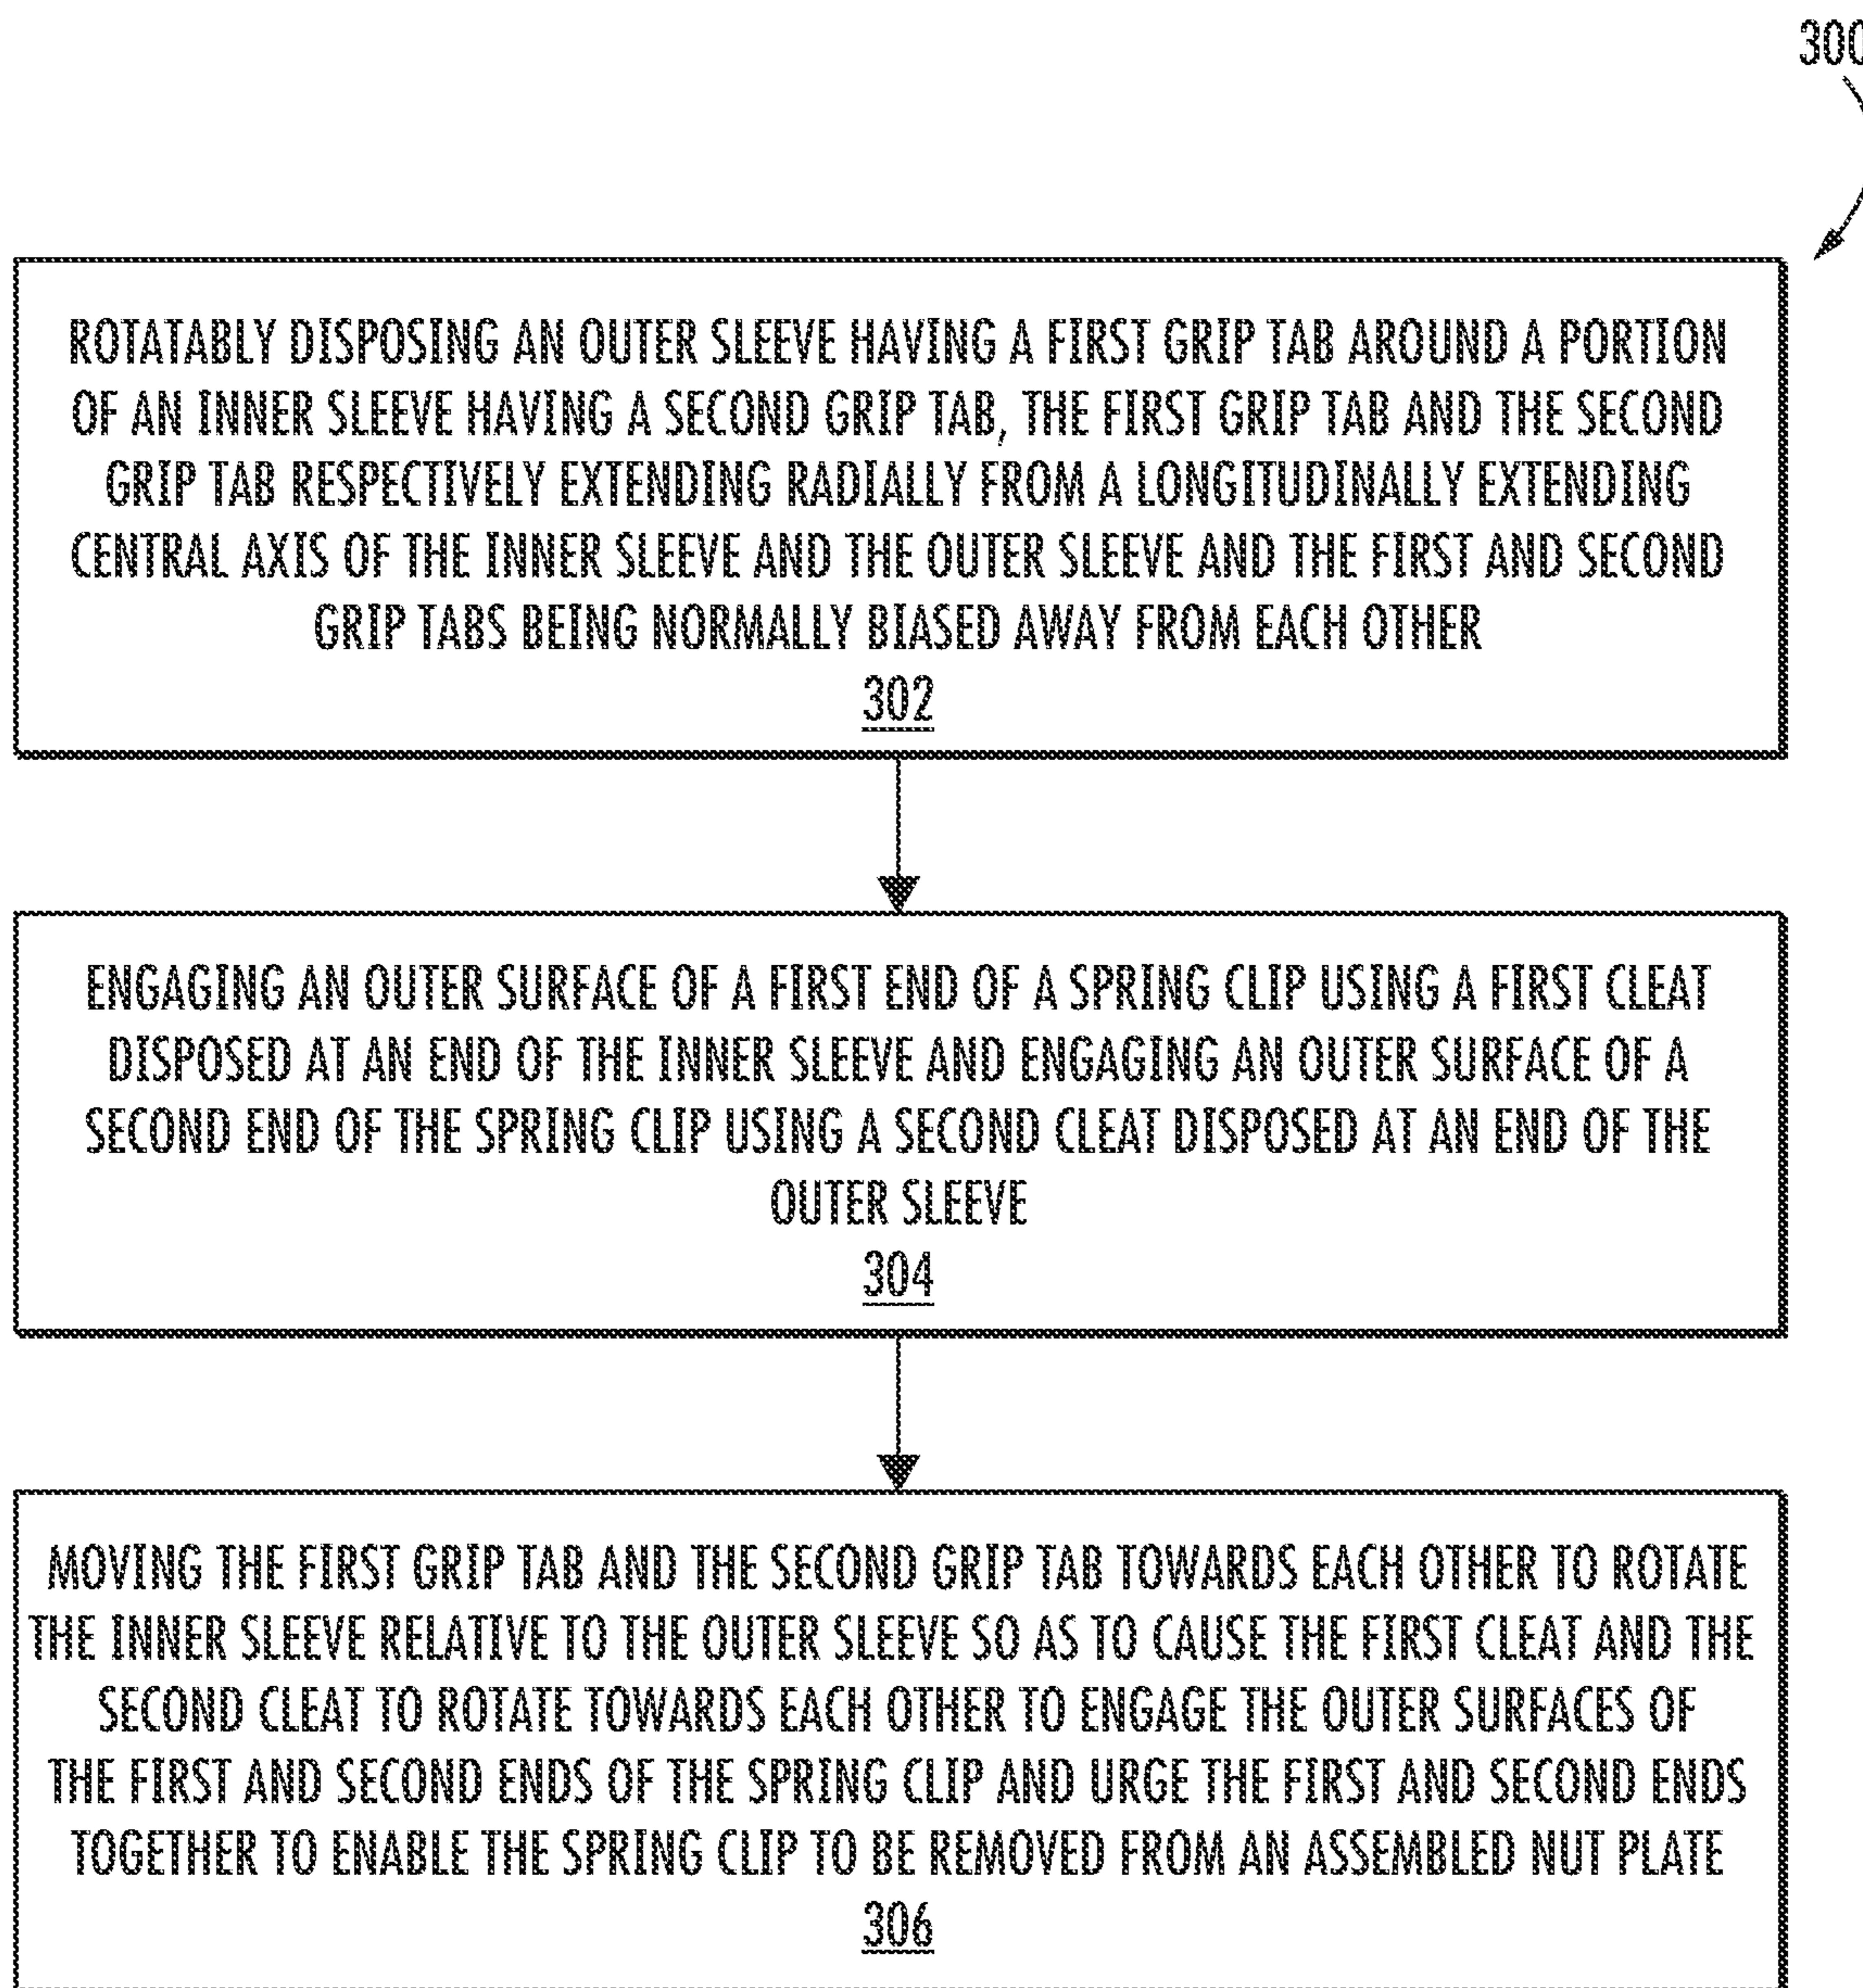 300
ROTATABLY DISPOSING AN OUTER SLEEVE HAVING A FIRST GRIP TAB AROUND A PORTION
OF AN INNER SLEEVE HAVING A SECOND GRIP TAB, THE FIRST GRIP TAB AND THE SECOND
GRIP TAB RESPECTIVELY EXTENDING RADIALLY FROM A LONGITUDINALLY EXTENDING
CENTRAL AXIS OF THE INNER SLEEVE AND THE OUTER SLEEVE AND THE FIRST AND SECOND
GRIP TABS BEING NORMALLY BIASED AWAY FROM EACH OTHER
302
ENGAGING AN OUTER SURFACE OF A FIRST END OF A SPRING CLIP USING A FIRST CLEAT
DISPOSED AT AN END OF THE INNER SLEEVE AND ENGAGING AN OUTER SURFACE OF A
SECOND END OF THE SPRING CLIP USING A SECOND CLEAT DISPOSED AT AN END OF THE
OUTER SLEEVE
304
MOVING THE FIRST GRIP TAB AND THE SECOND GRIP TAB TOWARDS EACH OTHER TO ROTATE
THE INNER SLEEVE RELATIVE TO THE OUTER SLEEVE SO AS TO CAUSE THE FIRST CLEAT AND THE
SECOND CLEAT TO ROTATE TOWARDS EACH OTHER TO ENGAGE THE OUTER SURFACES OF
THE FIRST AND SECOND ENDS OF THE SPRING CLIP AND URGE THE FIRST AND SECOND ENDS
TOGETHER TO ENABLE THE SPRING CLIP TO BE REMOVED FROM AN ASSEMBLED NUT PLATE
306